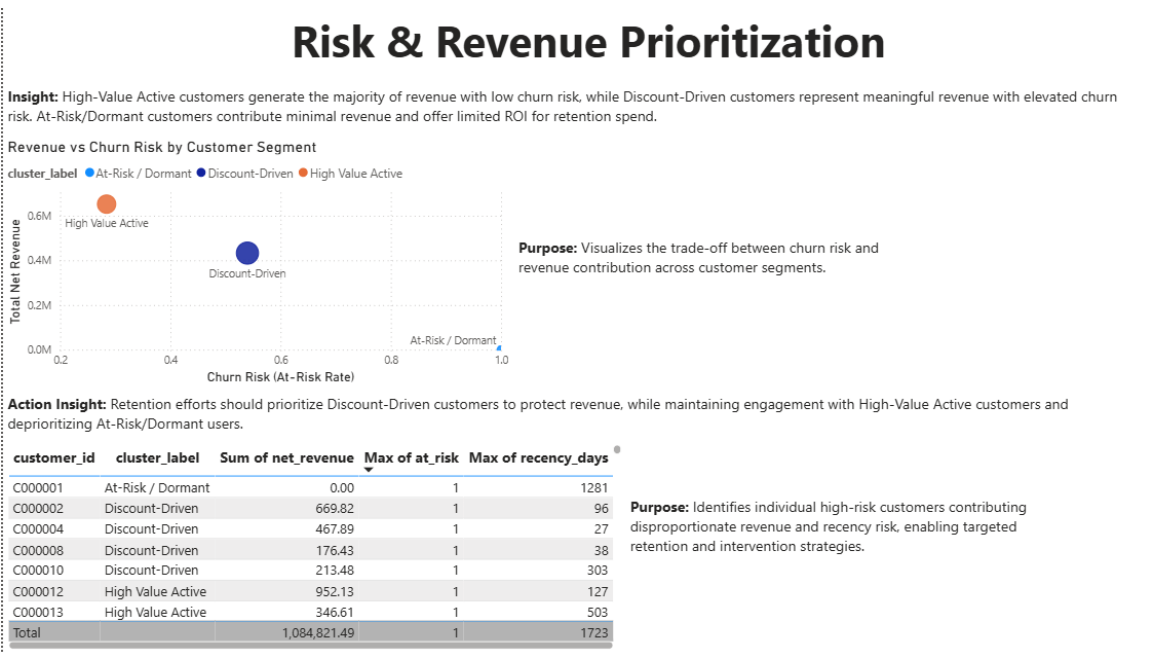 Risk & Revenue Prioritization
Insight: High-Value Active customers generate the majority of revenue with low churn risk, while Discount-Driven customers represent meaningful revenue with elevated churn
risk. At-Risk/Dormant customers contribute minimal revenue and offer limited ROI for retention spend.
Revenue vs Churn Risk by Customer Segment
cluster_label At-Risk / Dormant Discount-Driven High Value Active
Total Net Revenue
0.6M
0.4M
0.2M
0.0M
High Value Active
Discount-Driven
At-Risk / Dormant
0.2 0.4 0.6 0.8 1.0
Churn Risk (At-Risk Rate)
Purpose: Visualizes the trade-off between churn risk and
revenue contribution across customer segments.
Action Insight: Retention efforts should prioritize Discount-Driven customers to protect revenue, while maintaining engagement with High-Value Active customers and
deprioritizing At-Risk/Dormant users.
customer_id cluster_label Sum of net_revenue Max of at_risk Max of recency_days
C000001 At-Risk / Dormant 0.00 1 1281
C000002 Discount-Driven 669.82 1 96
C000004 Discount-Driven 467.89 1 27
C000008 Discount-Driven 176.43 1 38
C000010 Discount-Driven 213.48 1 303
C000012 High Value Active 952.13 1 127
C000013 High Value Active 346.61 1 503
Total 1,084,821.49 1 1723
Purpose: Identifies individual high-risk customers contributing
disproportionate revenue and recency risk, enabling targeted
retention and intervention strategies.